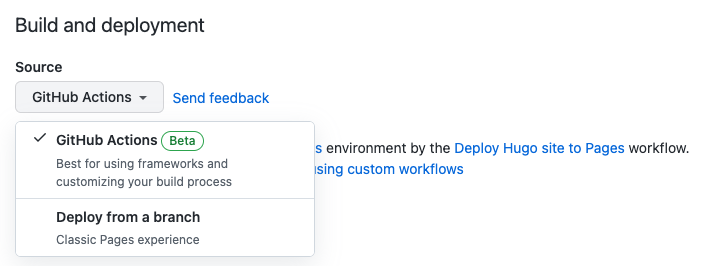 Build and deployment
Source
GitHub Actions
Send feedback
GitHub Actions Beta
Best for using frameworks and
customizing your build process
Deploy from a branch
Classic Pages experience
environment by the Deploy Hugo site to Pages workflow.
using custom workflows